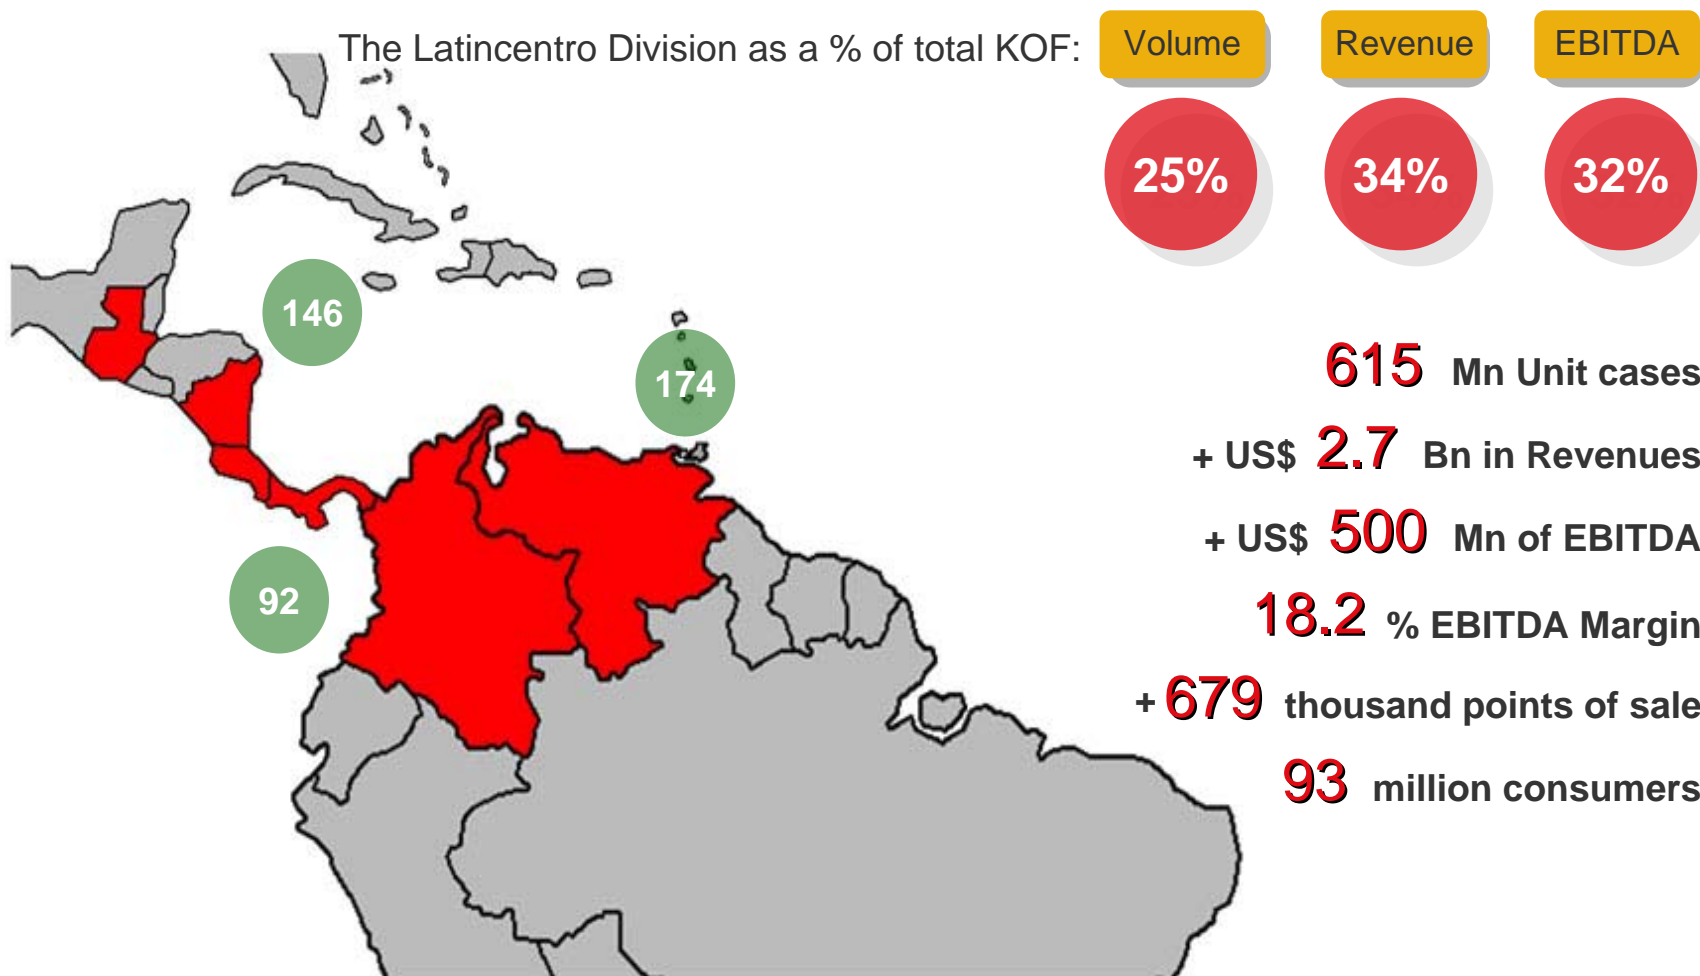 The Latincentro Division as a % of total KOF:
Volume
Revenue
EBITDA
25%
34%
32%
146
174
92
615 Mn Unit cases
+ US$ 2.7 Bn in Revenues
+ US$ 500 Mn of EBITDA
18.2 % EBITDA Margin
+ 679 thousand points of sale
93 million consumers